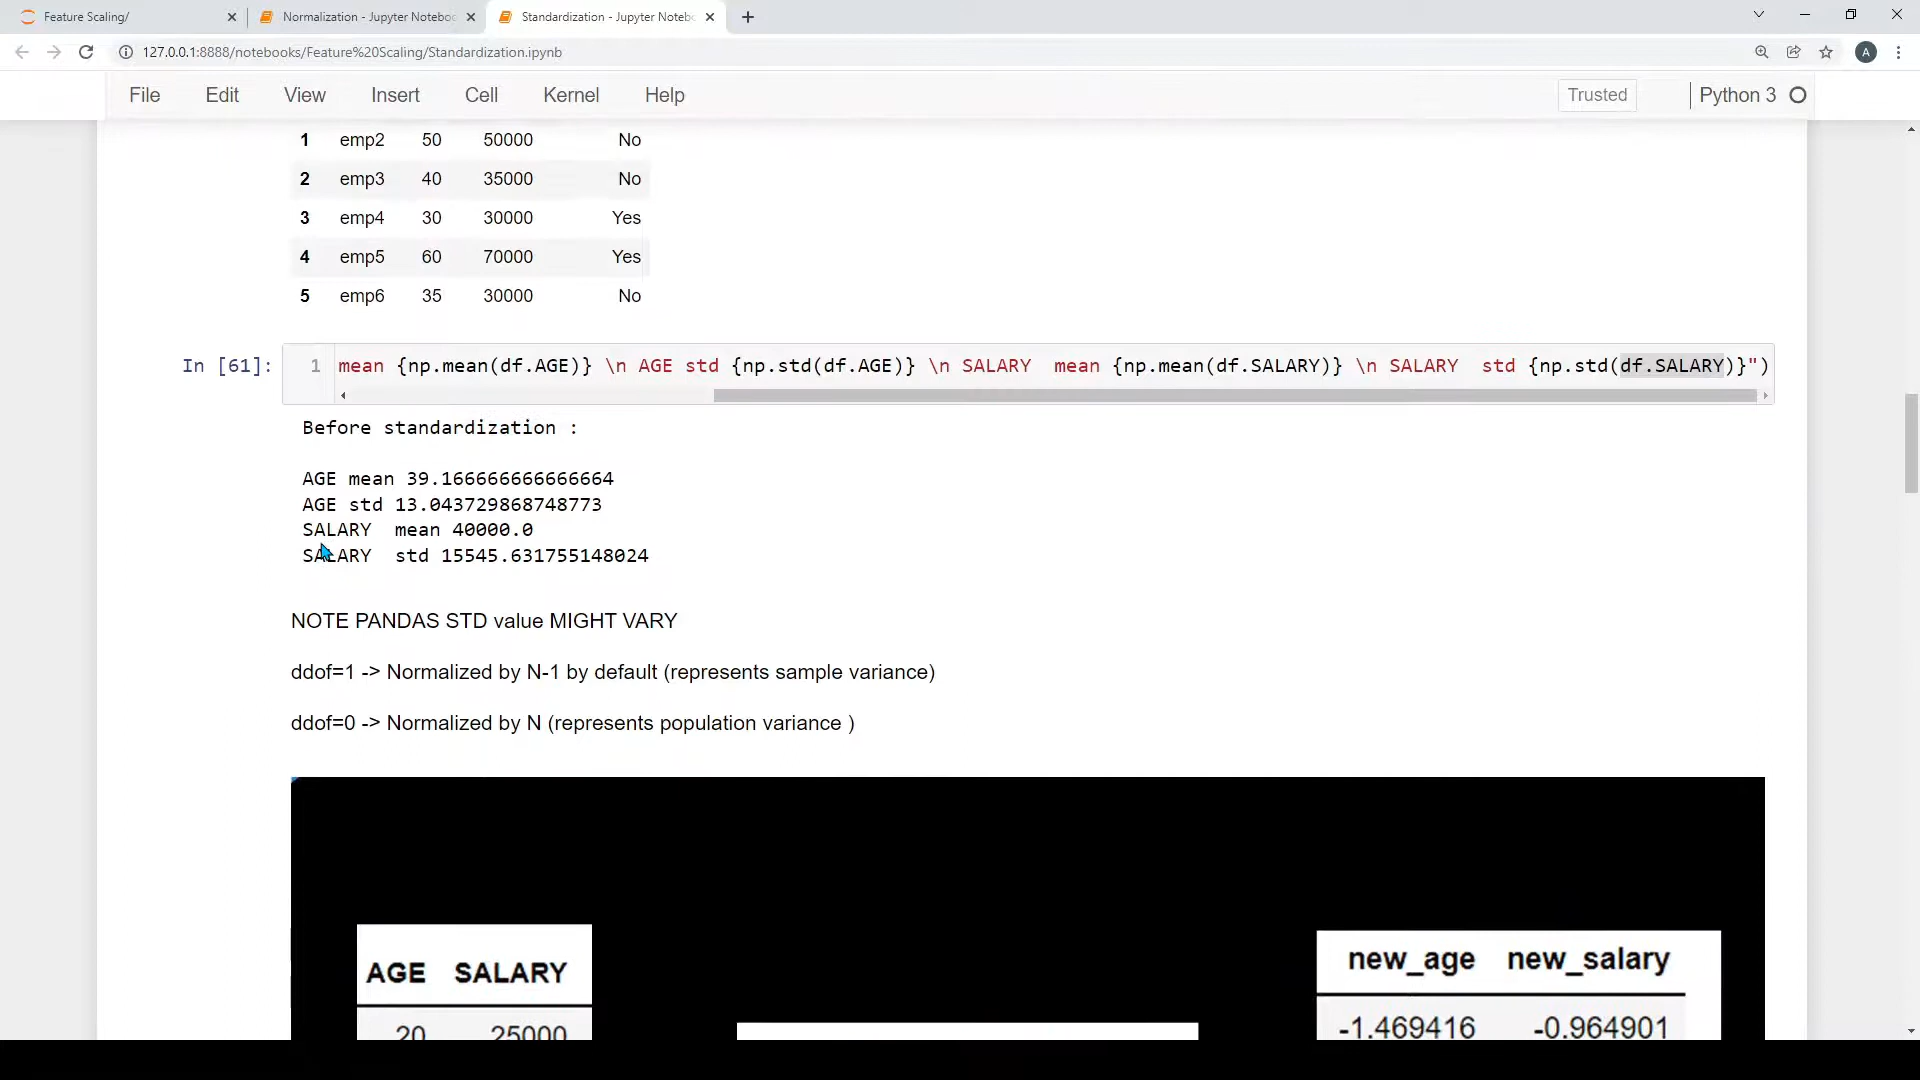 Feature Scaling/
Normalization - Jupyter Notebo
Standardization - Jupyter Noteb
127.0.0.1:8888/notebooks/Feature%20Scaling/Standardization.ipynb
A
File Edit View Insert Cell Kernel Help
Trusted
Python 3
1 emp2 50 50000 No
2 emp3 40 35000 No
3 emp4 30 30000 Yes
4 emp5 60 70000 Yes
5 emp6 35 30000 No
In [61]:
1
mean {np.mean(df.AGE)} \n AGE std {np.std(df.AGE)} \n SALARY  mean {np.mean(df.SALARY)} \n SALARY  std {np.std(df.SALARY)}")
Before standardization :
AGE mean 39.166666666666664
AGE std 13.043729868748773
SALARY  mean 40000.0
SALARY  std 15545.631755148024
NOTE PANDAS STD value MIGHT VARY
ddof=1 -> Normalized by N-1 by default (represents sample variance)
ddof=0 -> Normalized by N (represents population variance )
AGE SALARY
20 25000
new_age new_salary
-1.469416 -0.964901